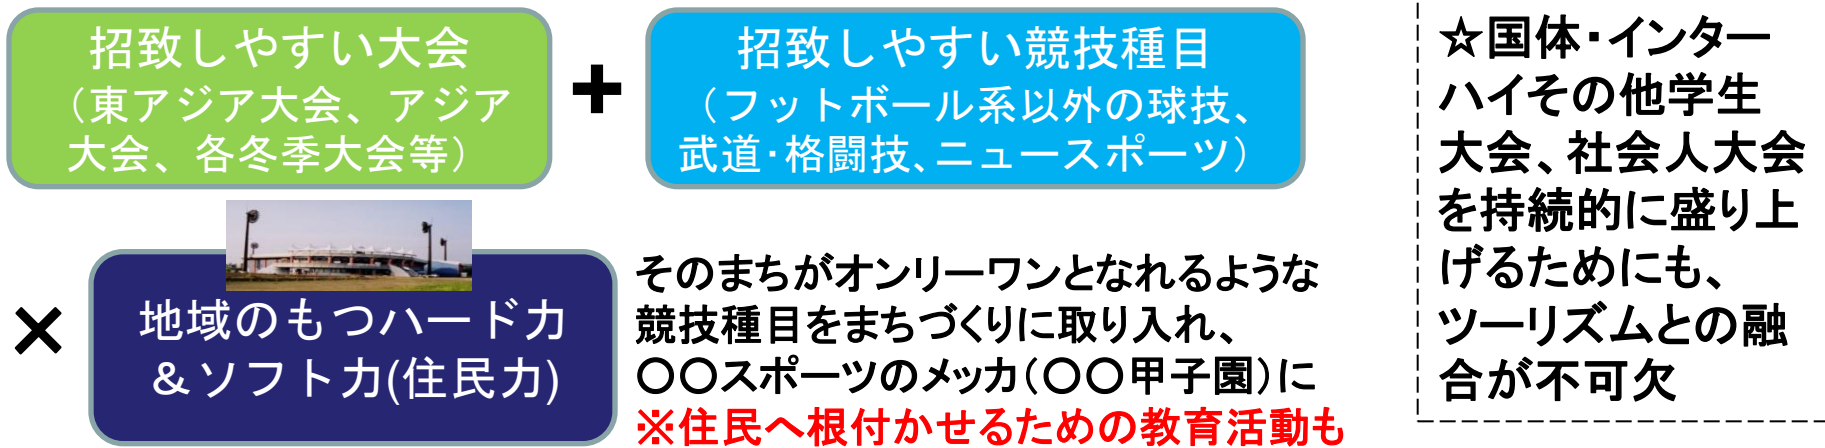 招致しやすい大会
（東アジア大会、アジア
大会、各冬季大会等）
＋
招致しやすい競技種目
（フットボール系以外の球技、
武道・格闘技、ニュースポーツ）
×
地域のもつハード力
＆ソフト力(住民力)
そのまちがオンリーワンとなれるような
競技種目をまちづくりに取り入れ、
〇〇スポーツのメッカ（〇〇甲子園）に
※住民へ根付かせるための教育活動も
☆国体・インター
ハイその他学生
大会、社会人大会
を持続的に盛り上
げるためにも、
ツーリズムとの融
合が不可欠